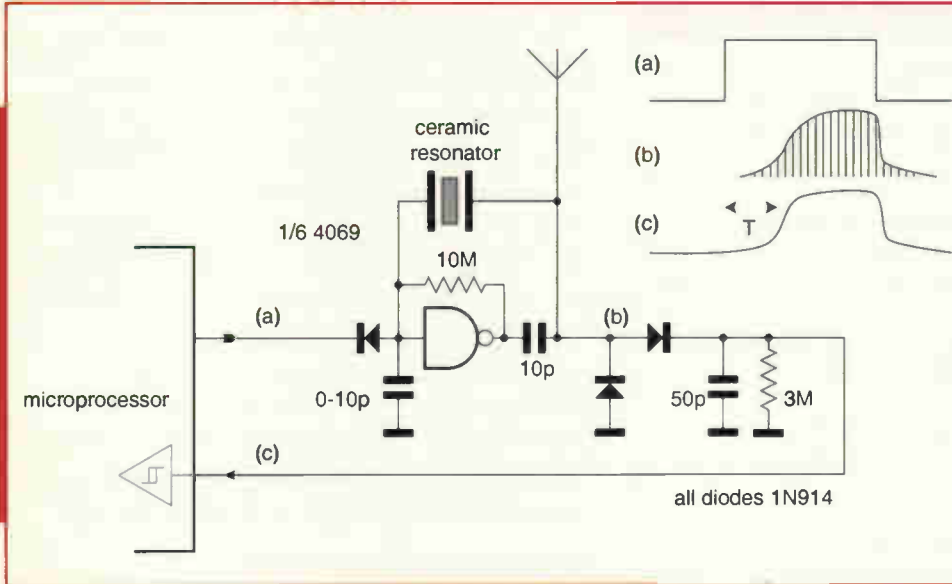 (a)
(b)
(c)
T
ceramic
resonator
1/6 4069
10M
(a)
(b)
10p
0-10p
50p
3M
microprocessor
(c)
all diodes 1N914